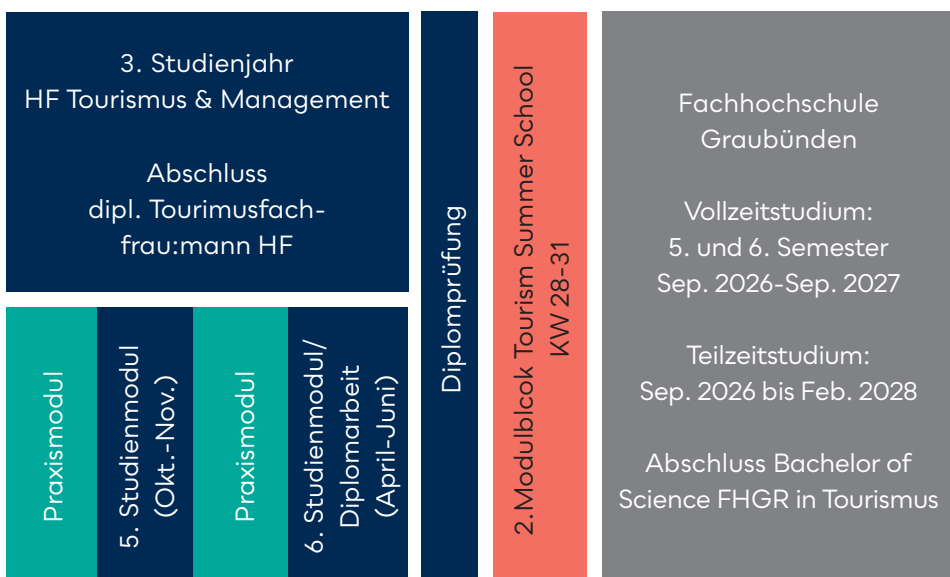 3. Studienjahr
HF Tourismus & Management
Abschluss
dipl. Tourimusfach-
frau:mann HF
Praxismodul
5. Studienmodul
(Okt.-Nov.)
Praxismodul
6. Studienmodul/
Diplomarbeit
(April-Juni)
Diplomprüfung
2.Modulblcok Tourism Summer School
KW 28-31
Fachhochschule
Graubünden
Vollzeitstudium:
5. und 6. Semester
Sep. 2026-Sep. 2027
Teilzeitstudium:
Sep. 2026 bis Feb. 2028
Abschluss Bachelor of
Science FHGR in Tourismus